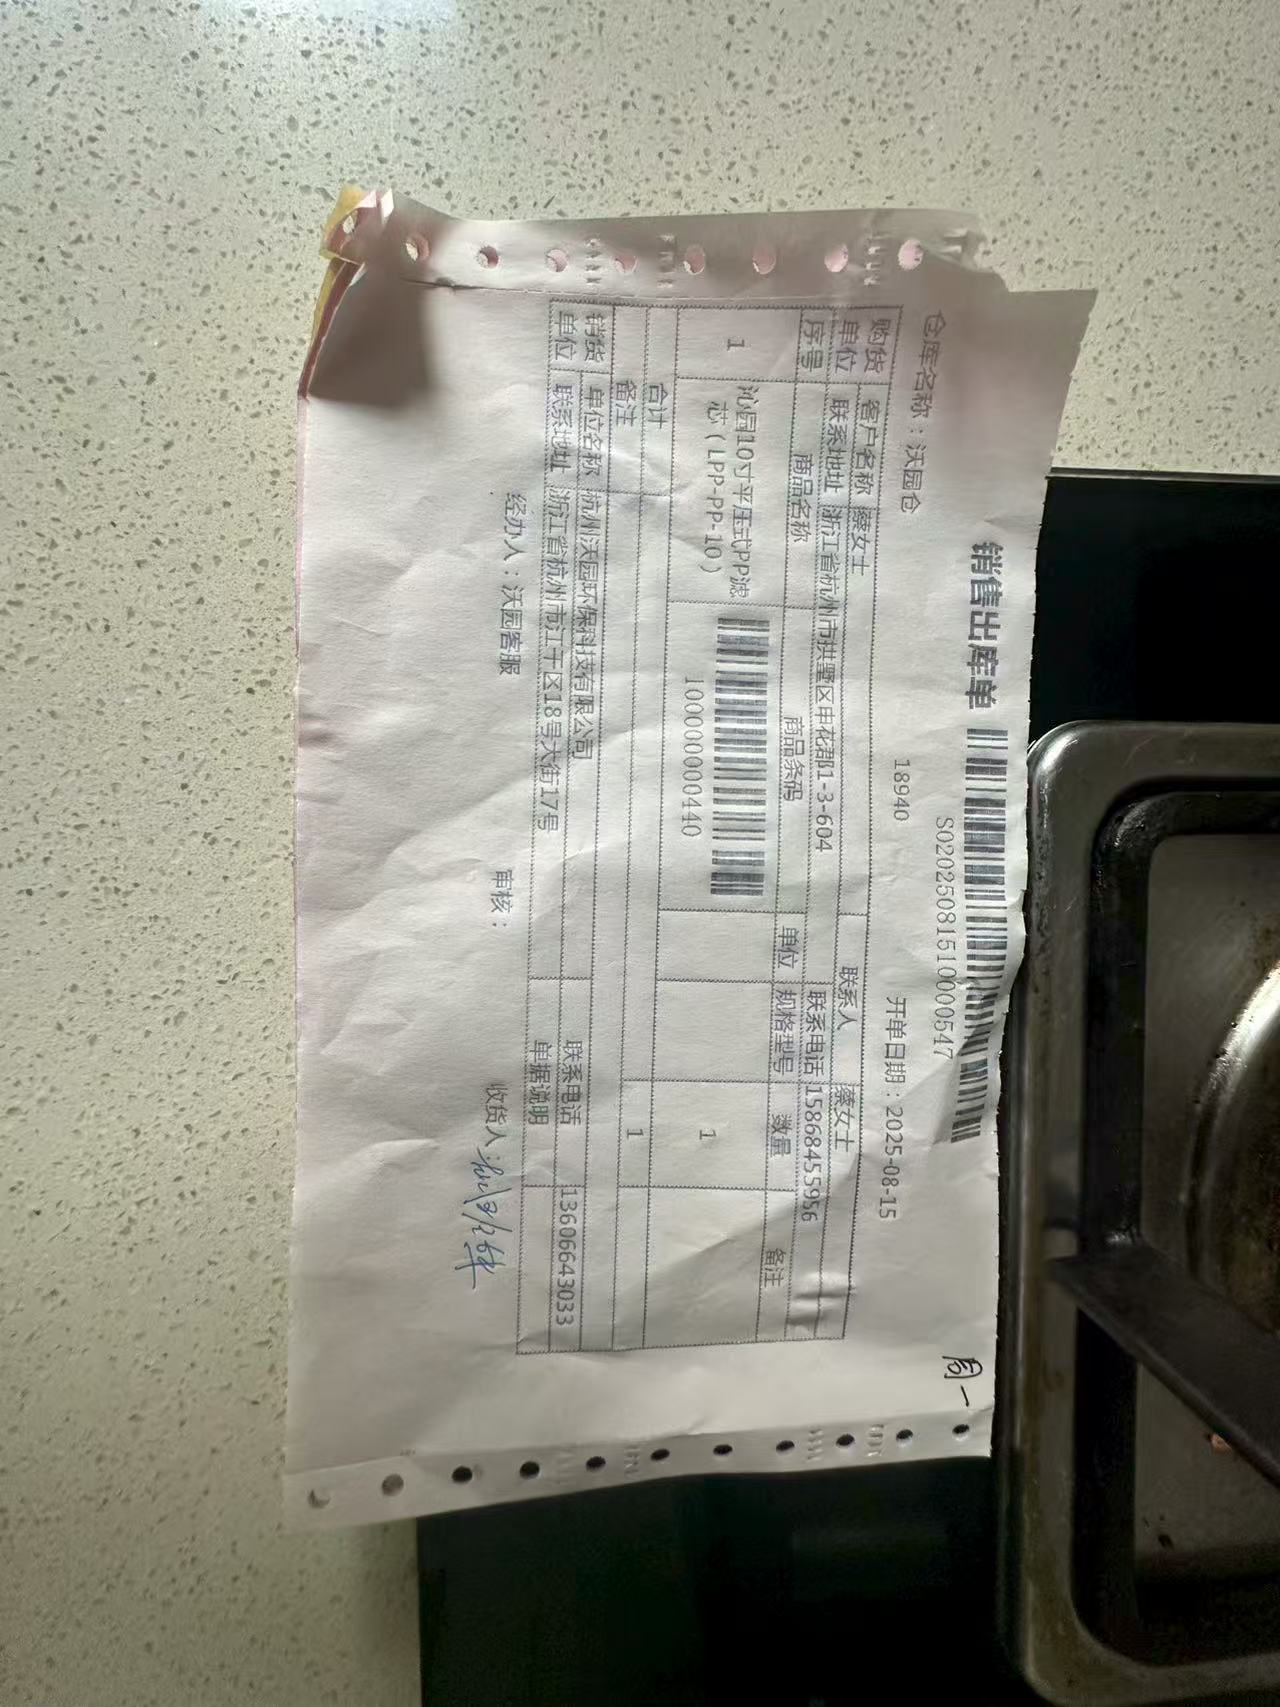 周一
销售出库单
SO2025081510000547
仓库名称：沃园仓 18940 开单日期：2025-08-15
购货单位 客户名称 蔡女士 联系人 蔡女士
联系地址 浙江省杭州市拱墅区申花郡1-3-604 联系电话 15868455956
序号 商品名称 商品条码 单位 规格型号 数量 备注
1 沁园10寸平压式PP滤芯（LPP-PP-10） 10000000440 1
合计 1
备注
销货单位 单位名称 杭州沃园环保科技有限公司 联系电话 13606643033
联系地址 浙江省杭州市江干区18号大街17号 单据说明
经办人：沃园客服 审核： 收货人：